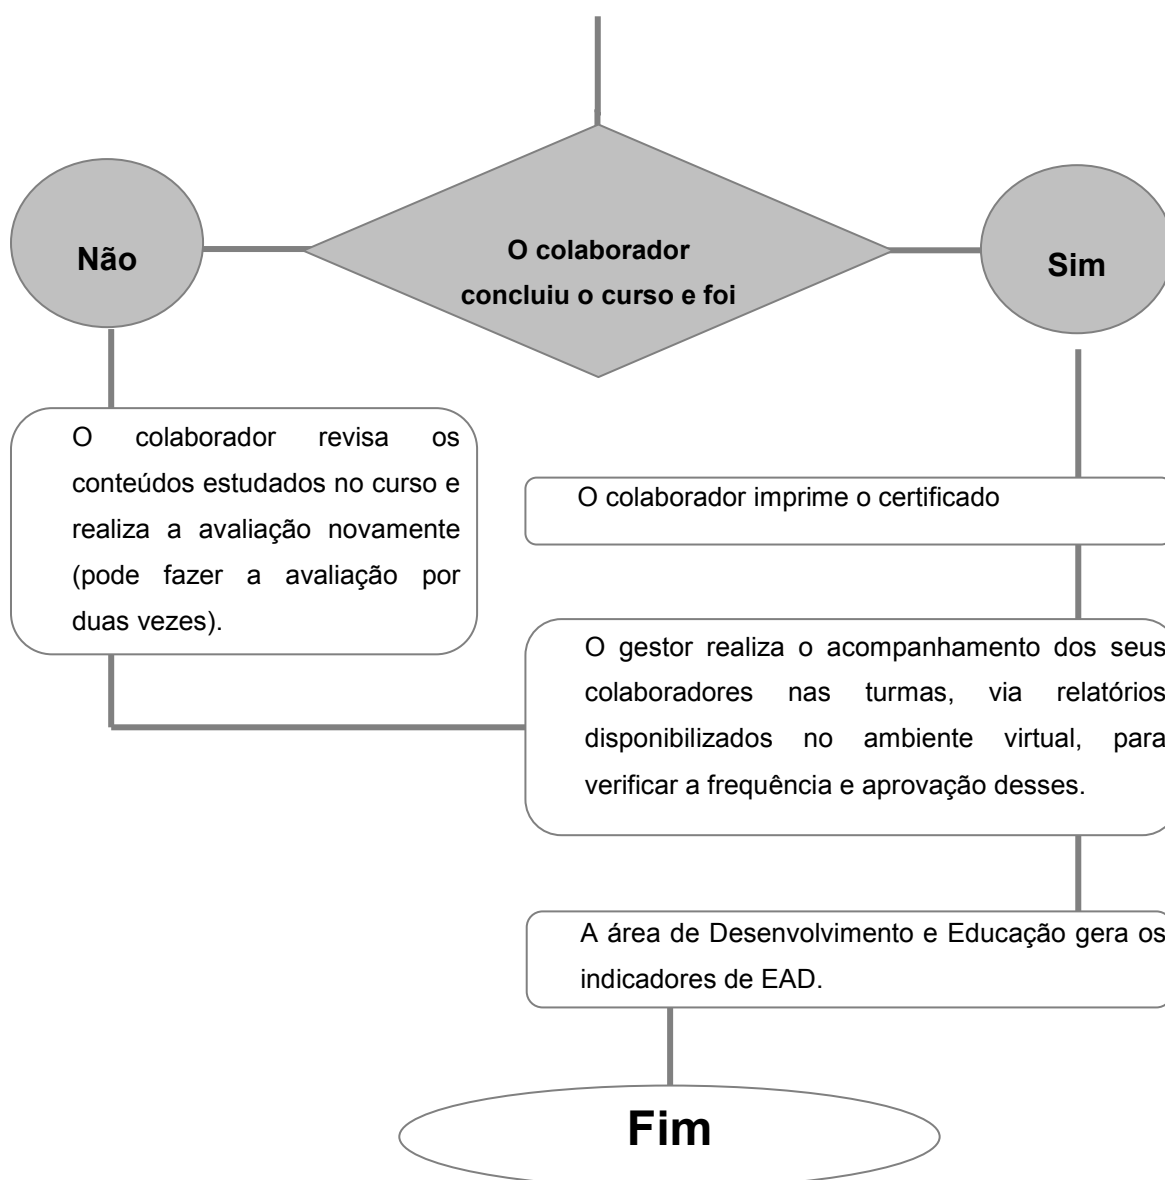 Não
O colaborador
concluiu o curso e foi
Sim
O colaborador revisa os
conteúdos estudados no curso e
realiza a avaliação novamente
(pode fazer a avaliação por
duas vezes).
O colaborador imprime o certificado
O gestor realiza o acompanhamento dos seus
colaboradores nas turmas, via relatórios
disponibilizados no ambiente virtual, para
verificar a frequência e aprovação desses.
A área de Desenvolvimento e Educação gera os
indicadores de EAD.
Fim